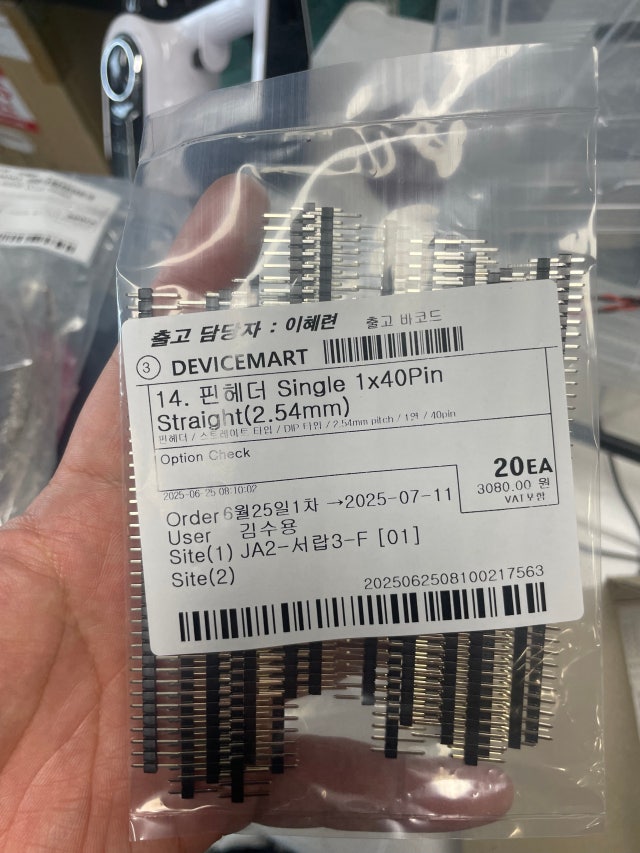 출고 담당자 : 이혜련 출고 바코드
③ DEVICEMART
14. 핀헤더 Single 1x40Pin
Straight(2.54mm)
핀헤더 / 스트레이트 타입 / DIP 타입 / 2.54mm pitch / 1열 / 40pin
Option Check
20EA
3080.00 원
VAT포함
2025-06-25 08:10:02
Order 6월25일1차 →2025-07-11
User 김수용
Site(1) JA2-서랍3-F [01]
Site(2)
2025062508100217563